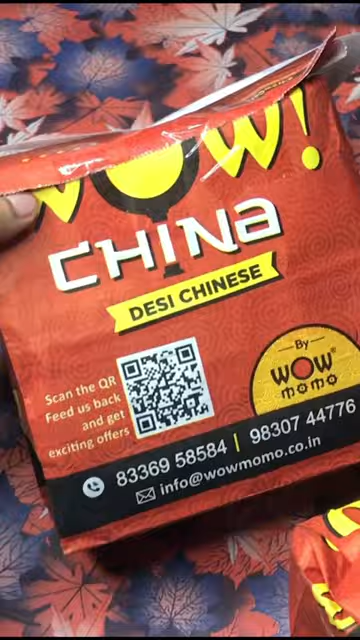 WOW!
CHINA
DESI CHINESE
Scan the QR
Feed us back
and get
exciting offers
By
WOW
MOMO
83369 58584 | 98307 44776
info@wowmomo.co.in